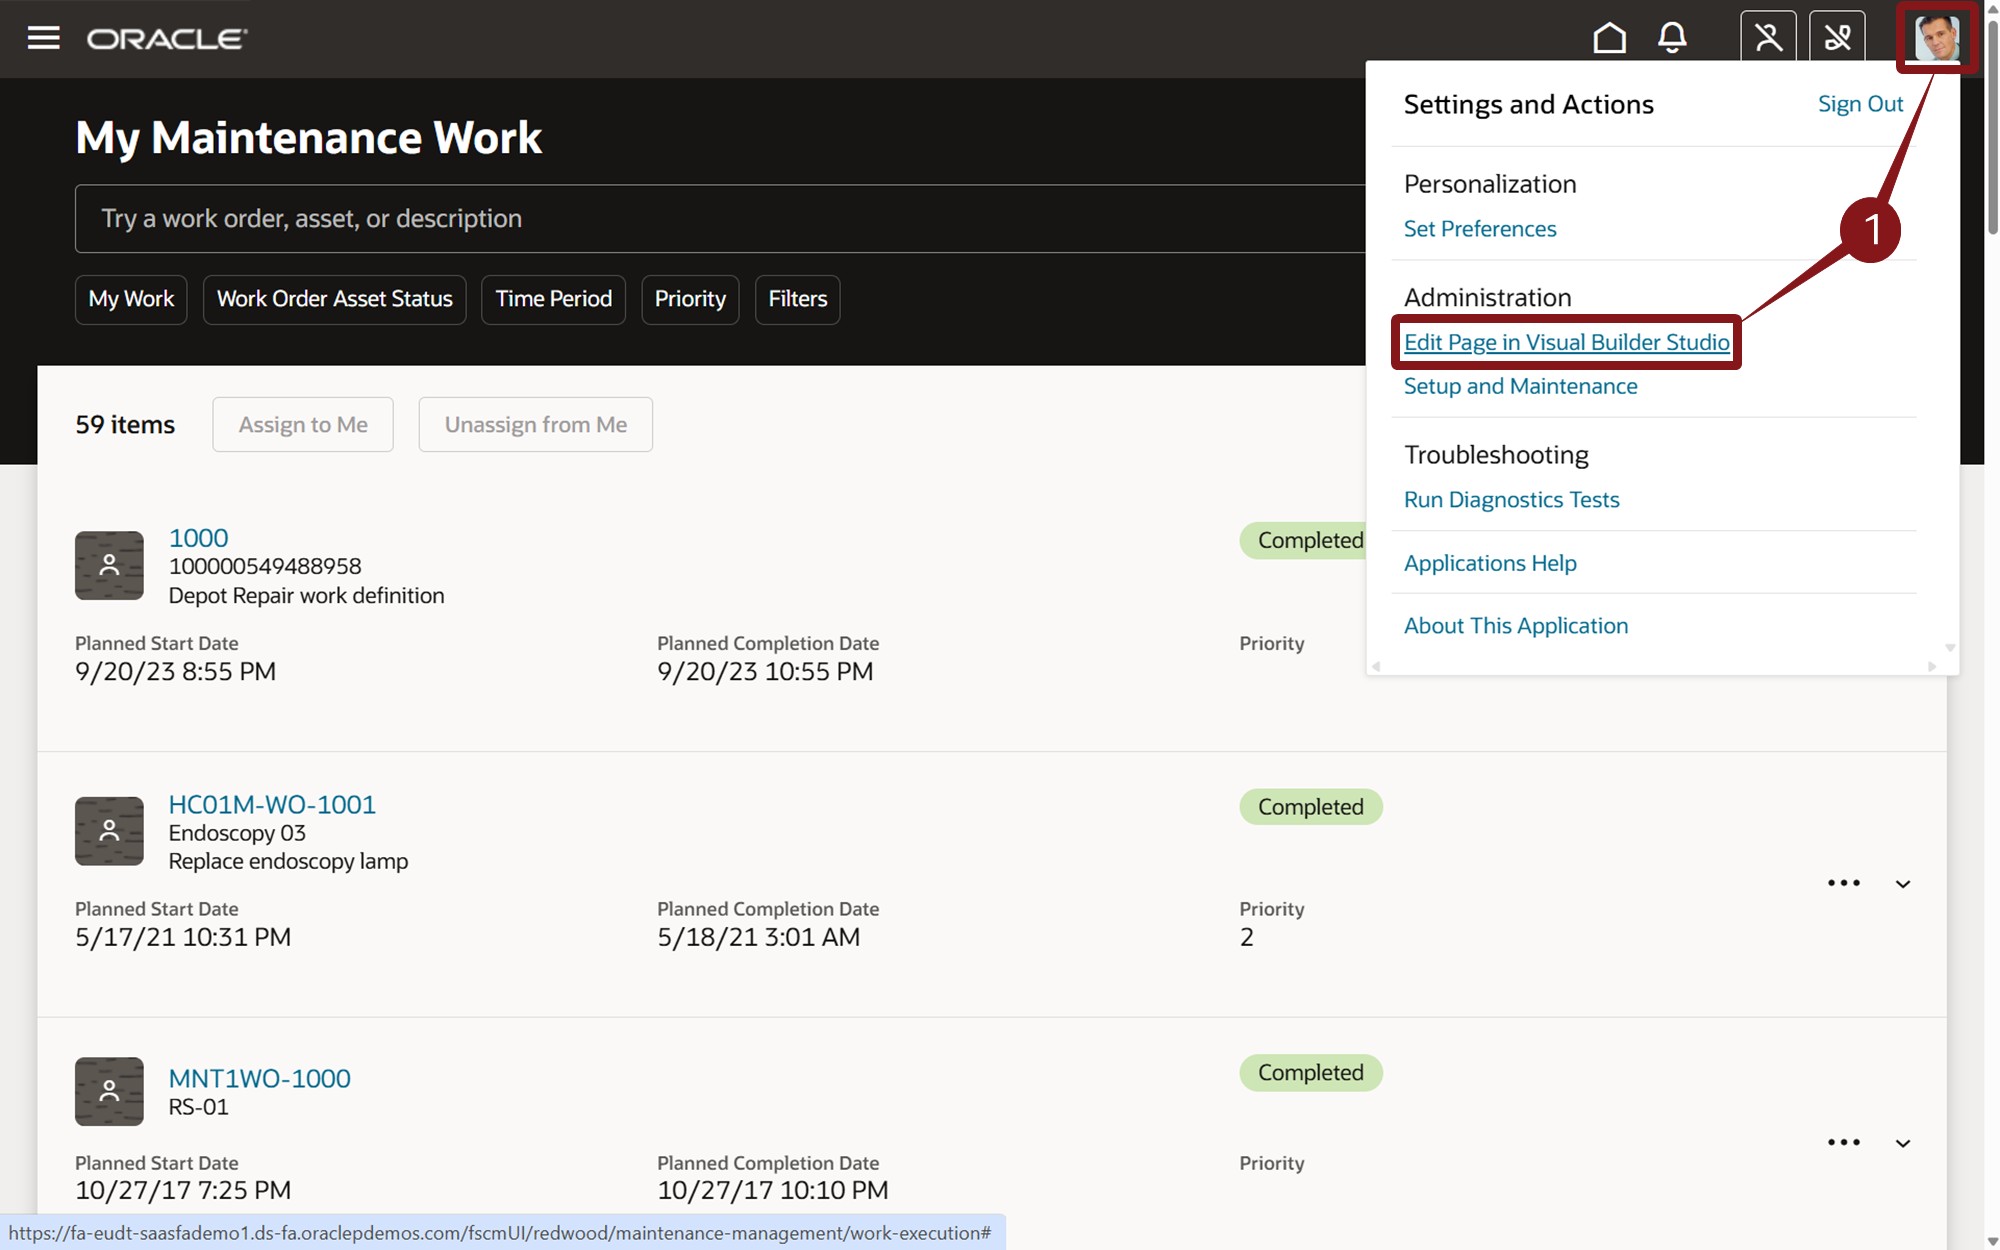 ORACLE
Settings and Actions
Sign Out
Personalization
Set Preferences
1
Administration
Edit Page in Visual Builder Studio
Setup and Maintenance
Troubleshooting
Run Diagnostics Tests
Applications Help
About This Application
My Maintenance Work
Try a work order, asset, or description
My Work
Work Order Asset Status
Time Period
Priority
Filters
59 items
Assign to Me
Unassign from Me
1000
100000549488958
Depot Repair work definition
Completed
Planned Start Date
9/20/23 8:55 PM
Planned Completion Date
9/20/23 10:55 PM
Priority
HC01M-WO-1001
Endoscopy 03
Replace endoscopy lamp
Completed
Planned Start Date
5/17/21 10:31 PM
Planned Completion Date
5/18/21 3:01 AM
Priority
2
MNT1WO-1000
RS-01
Completed
Planned Start Date
10/27/17 7:25 PM
Planned Completion Date
10/27/17 10:10 PM
Priority
https://fa-eudt-saasfademo1.ds-fa.oraclepdemos.com/fscmUI/redwood/maintenance-management/work-execution#